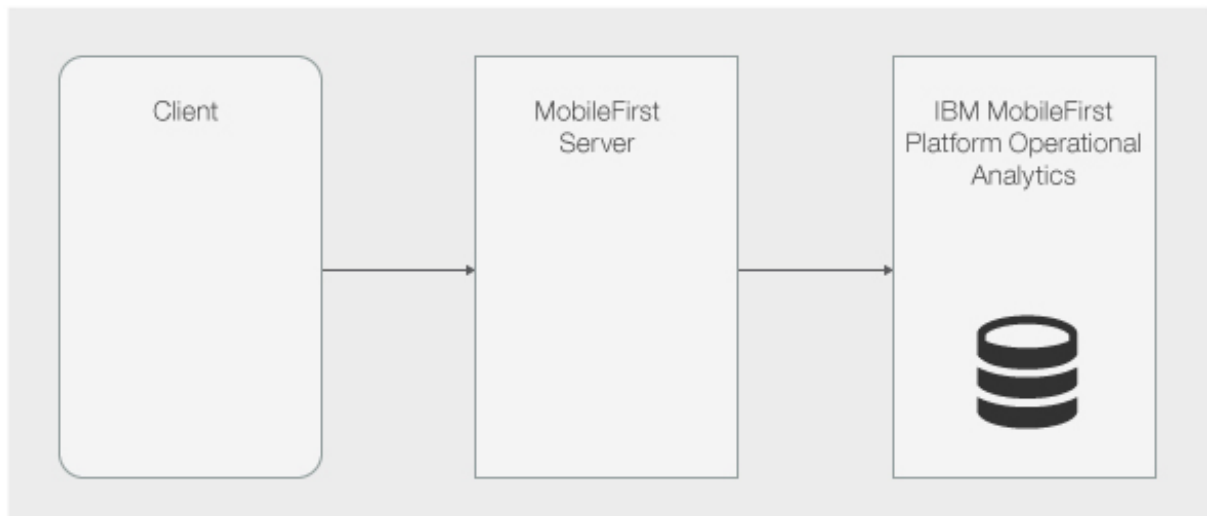 Client
MobileFirst
Server
IBM MobileFirst
Platform Operational
Analytics